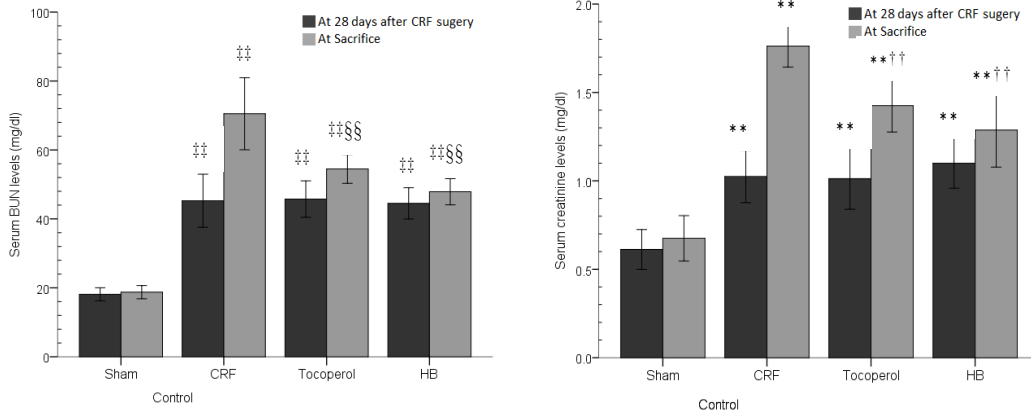 At 28 days after CRF sugery
At Sacrifice
Serum BUN levels (mg/dl)
100
80
60
40
20
0
‡‡
‡‡
‡‡
‡‡§§
‡‡
‡‡§§
Sham
CRF
Tocoperol
HB
Control
At 28 days after CRF sugery
At Sacrifice
Serum creatinine levels (mg/dl)
2.0
1.5
1.0
0.5
0.0
**
**
**
**††
**
**††
Sham
CRF
Tocoperol
HB
Control